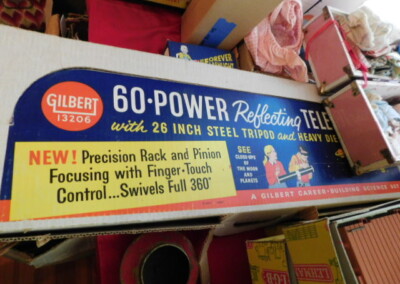 GILBERT
13206
60-POWER Reflecting TELE
with 26 INCH STEEL TRIPOD and HEAVY DIE
NEW! Precision Rack and Pinion
Focusing with Finger-Touch
Control...Swivels Full 360°
SEE
CLOSE-UPS OF
THE MOON
AND
PLANETS
A GILBERT CAREER-BUILDING SCIENCE